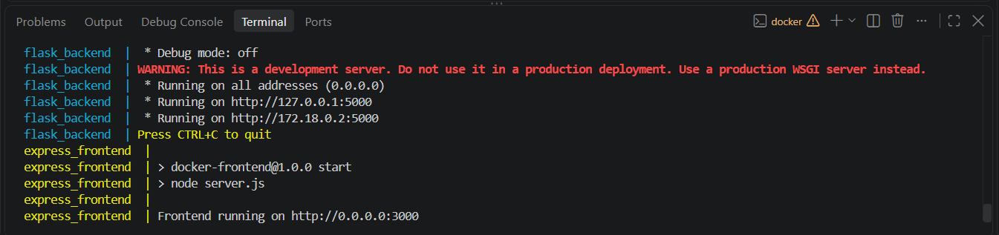 Problems Output Debug Console Terminal Ports docker
flask_backend | * Debug mode: off
flask_backend | WARNING: This is a development server. Do not use it in a production deployment. Use a production WSGI server instead.
flask_backend | * Running on all addresses (0.0.0.0)
flask_backend | * Running on http://127.0.0.1:5000
flask_backend | * Running on http://172.18.0.2:5000
flask_backend | Press CTRL+C to quit
express_frontend |
express_frontend | > docker-frontend@1.0.0 start
express_frontend | > node server.js
express_frontend |
express_frontend | Frontend running on http://0.0.0.0:3000